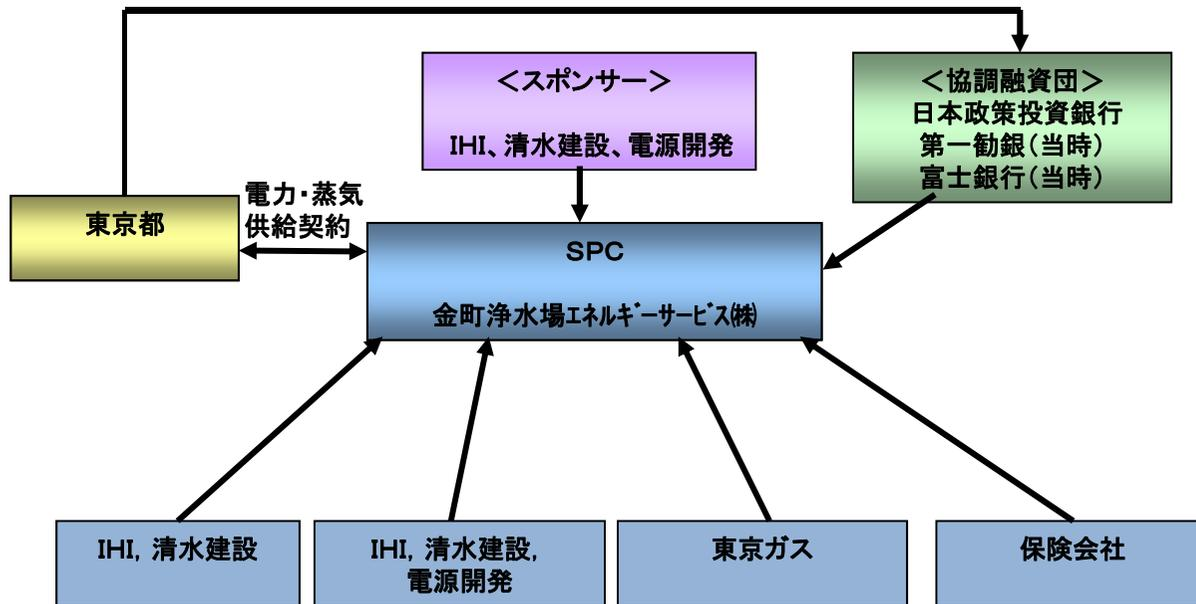 ＜スポンサー＞
IHI、清水建設、電源開発
＜協調融資団＞
日本政策投資銀行
第一勧銀（当時）
富士銀行（当時）
東京都
電力・蒸気
供給契約
SPC
金町浄水場ｴﾈﾙｷﾞｰｻｰﾋﾞｽ㈱
IHI, 清水建設
IHI, 清水建設,
電源開発
東京ガス
保険会社